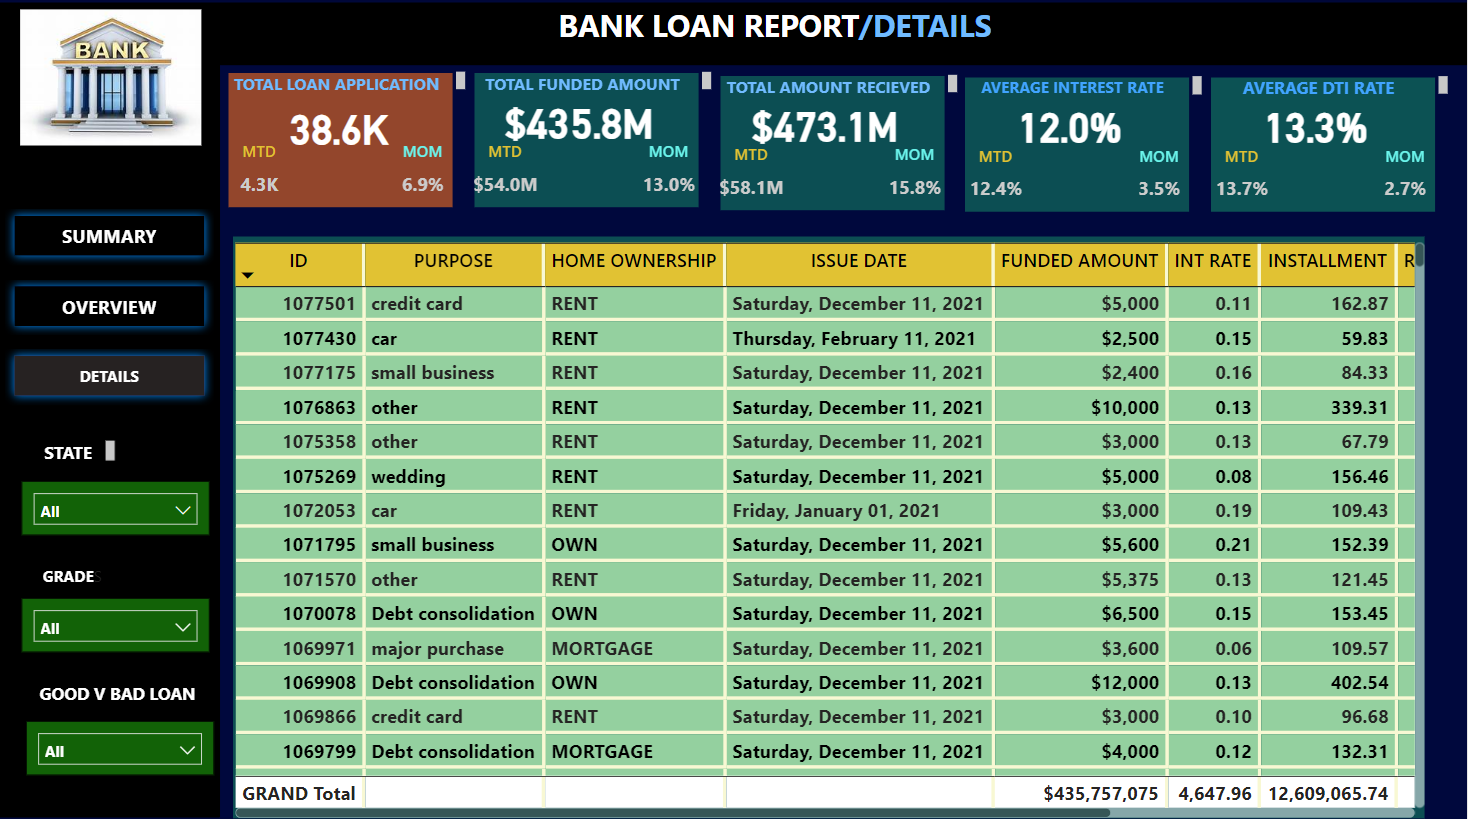 BANK
BANK LOAN REPORT/DETAILS
TOTAL LOAN APPLICATION
38.6K
MTD MOM
4.3K 6.9%
TOTAL FUNDED AMOUNT
$435.8M
MTD MOM
$54.0M 13.0%
TOTAL AMOUNT RECIEVED
$473.1M
MTD MOM
$58.1M 15.8%
AVERAGE INTEREST RATE
12.0%
MTD MOM
12.4% 3.5%
AVERAGE DTI RATE
13.3%
MTD MOM
13.7% 2.7%
SUMMARY
OVERVIEW
DETAILS
STATE
All
GRADES
All
GOOD V BAD LOAN
All
ID PURPOSE HOME OWNERSHIP ISSUE DATE FUNDED AMOUNT INT RATE INSTALLMENT R
1077501 credit card RENT Saturday, December 11, 2021 $5,000 0.11 162.87
1077430 car RENT Thursday, February 11, 2021 $2,500 0.15 59.83
1077175 small business RENT Saturday, December 11, 2021 $2,400 0.16 84.33
1076863 other RENT Saturday, December 11, 2021 $10,000 0.13 339.31
1075358 other RENT Saturday, December 11, 2021 $3,000 0.13 67.79
1075269 wedding RENT Saturday, December 11, 2021 $5,000 0.08 156.46
1072053 car RENT Friday, January 01, 2021 $3,000 0.19 109.43
1071795 small business OWN Saturday, December 11, 2021 $5,600 0.21 152.39
1071570 other RENT Saturday, December 11, 2021 $5,375 0.13 121.45
1070078 Debt consolidation OWN Saturday, December 11, 2021 $6,500 0.15 153.45
1069971 major purchase MORTGAGE Saturday, December 11, 2021 $3,600 0.06 109.57
1069908 Debt consolidation OWN Saturday, December 11, 2021 $12,000 0.13 402.54
1069866 credit card RENT Saturday, December 11, 2021 $3,000 0.10 96.68
1069799 Debt consolidation MORTGAGE Saturday, December 11, 2021 $4,000 0.12 132.31
GRAND Total $435,757,075 4,647.96 12,609,065.74